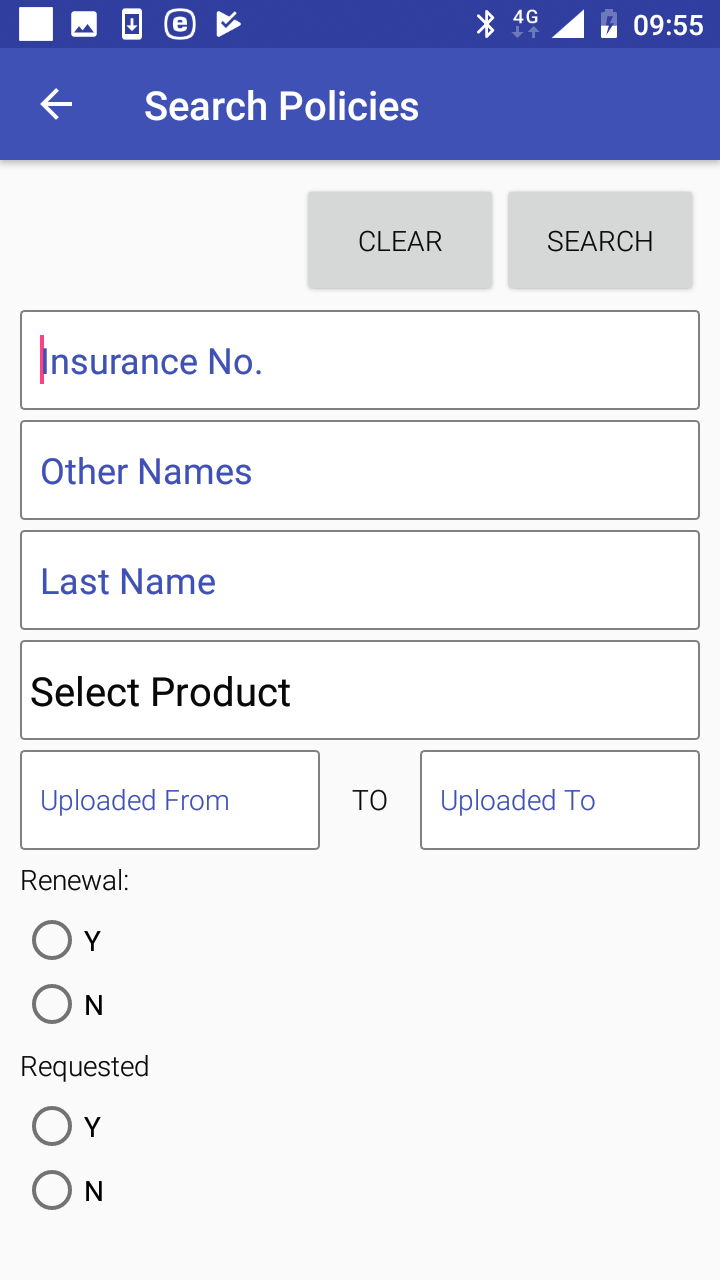 4G 09:55
Search Policies
CLEAR SEARCH
Insurance No.
Other Names
Last Name
Select Product
Uploaded From TO Uploaded To
Renewal:
Y
N
Requested
Y
N